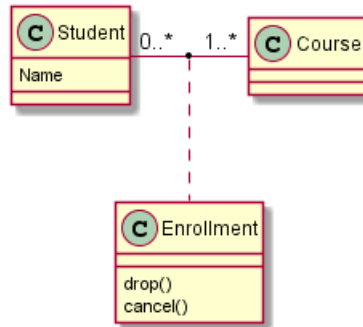 C Student
0..*
1..*
C Course
Name
C Enrollment
drop()
cancel()